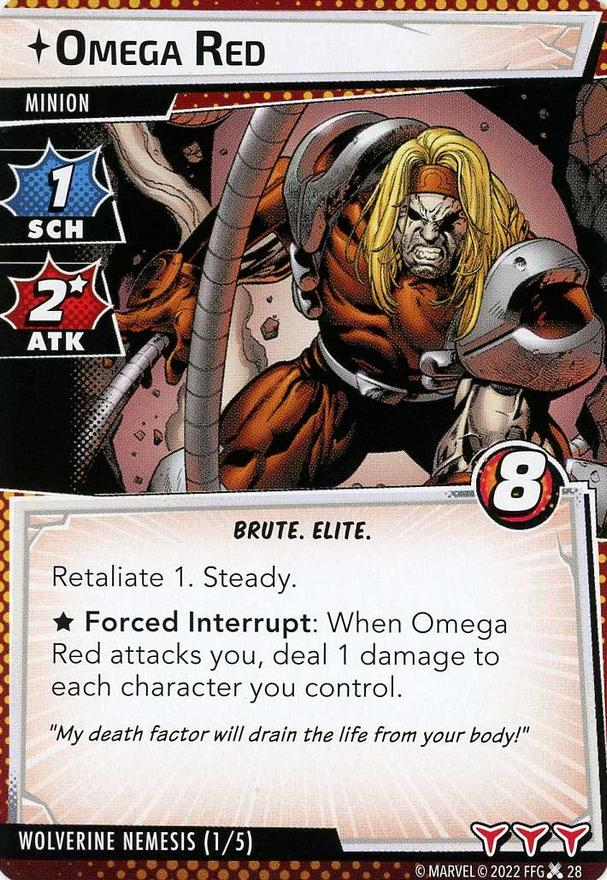 OMEGA RED
MINION
1
SCH
2★
ATK
8
BRUTE. ELITE.
Retaliate 1. Steady.
★ Forced Interrupt: When Omega
Red attacks you, deal 1 damage to
each character you control.
"My death factor will drain the life from your body!"
WOLVERINE NEMESIS (1/5)
© MARVEL © 2022 FFG 28